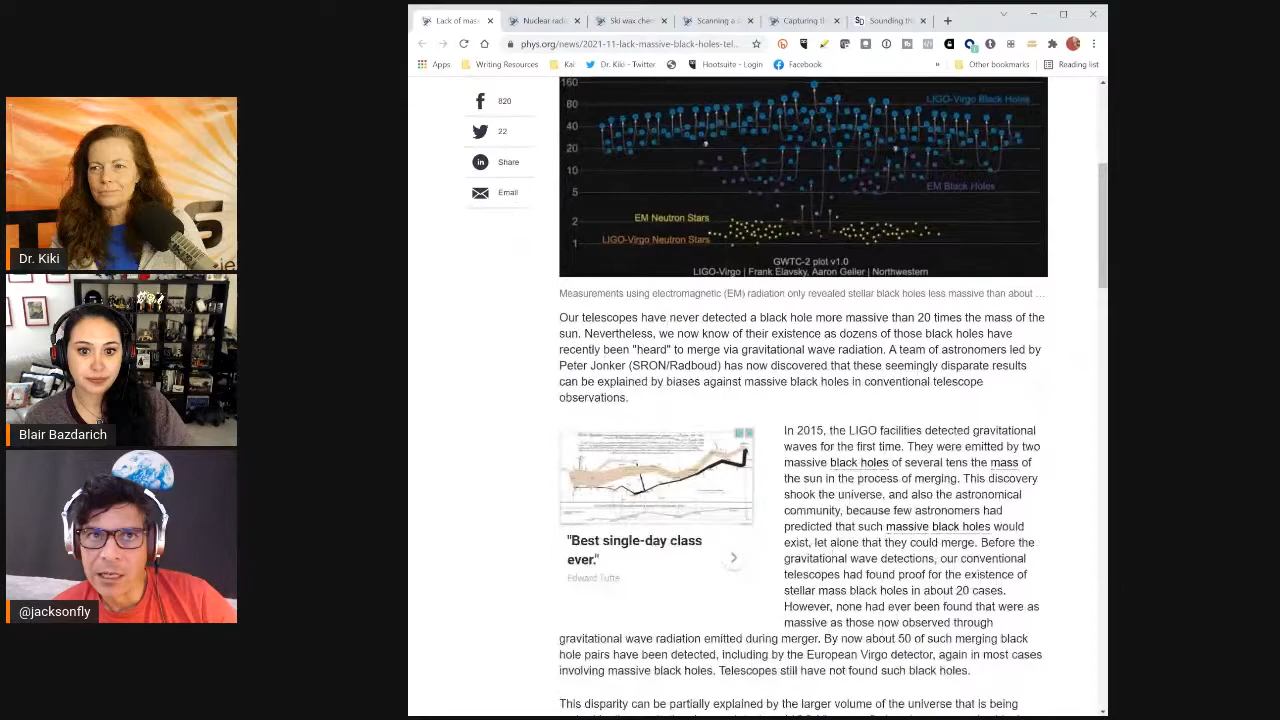 Dr. Kiki
Blair Bazdarich
@jacksonfly
Lack of mas
Nuclear radi
Ski wax che
Scanning a s
Capturing th
Sounding th
phys.org/news/2021-11-lack-massive-black-holes-tel...
Apps
Writing Resources
Kai
Dr. Kiki - Twitter
Hootsuite - Login
Facebook
»
Other bookmarks
Reading list
820
22
Share
Email
160
80
40
20
10
5
2
1
LIGO-Virgo Black Holes
EM Black Holes
EM Neutron Stars
LIGO-Virgo Neutron Stars
GWTC-2 plot v1.0
LIGO-Virgo | Frank Elavsky, Aaron Geller | Northwestern
Measurements using electromagnetic (EM) radiation only revealed stellar black holes less massive than about …
Our telescopes have never detected a black hole more massive than 20 times the mass of the
sun. Nevertheless, we now know of their existence as dozens of those black holes have
recently been "heard" to merge via gravitational wave radiation. A team of astronomers led by
Peter Jonker (SRON/Radboud) has now discovered that these seemingly disparate results
can be explained by biases against massive black holes in conventional telescope
observations.
"Best single-day class
ever."
Edward Tufte
In 2015, the LIGO facilities detected gravitational
waves for the first time. They were emitted by two
massive black holes of several tens the mass of
the sun in the process of merging. This discovery
shook the universe, and also the astronomical
community, because few astronomers had
predicted that such massive black holes would
exist, let alone that they could merge. Before the
gravitational wave detections, our conventional
telescopes had found proof for the existence of
stellar mass black holes in about 20 cases.
However, none had ever been found that were as
massive as those now observed through
gravitational wave radiation emitted during merger. By now about 50 of such merging black
hole pairs have been detected, including by the European Virgo detector, again in most cases
involving massive black holes. Telescopes still have not found such black holes.
This disparity can be partially explained by the larger volume of the universe that is being